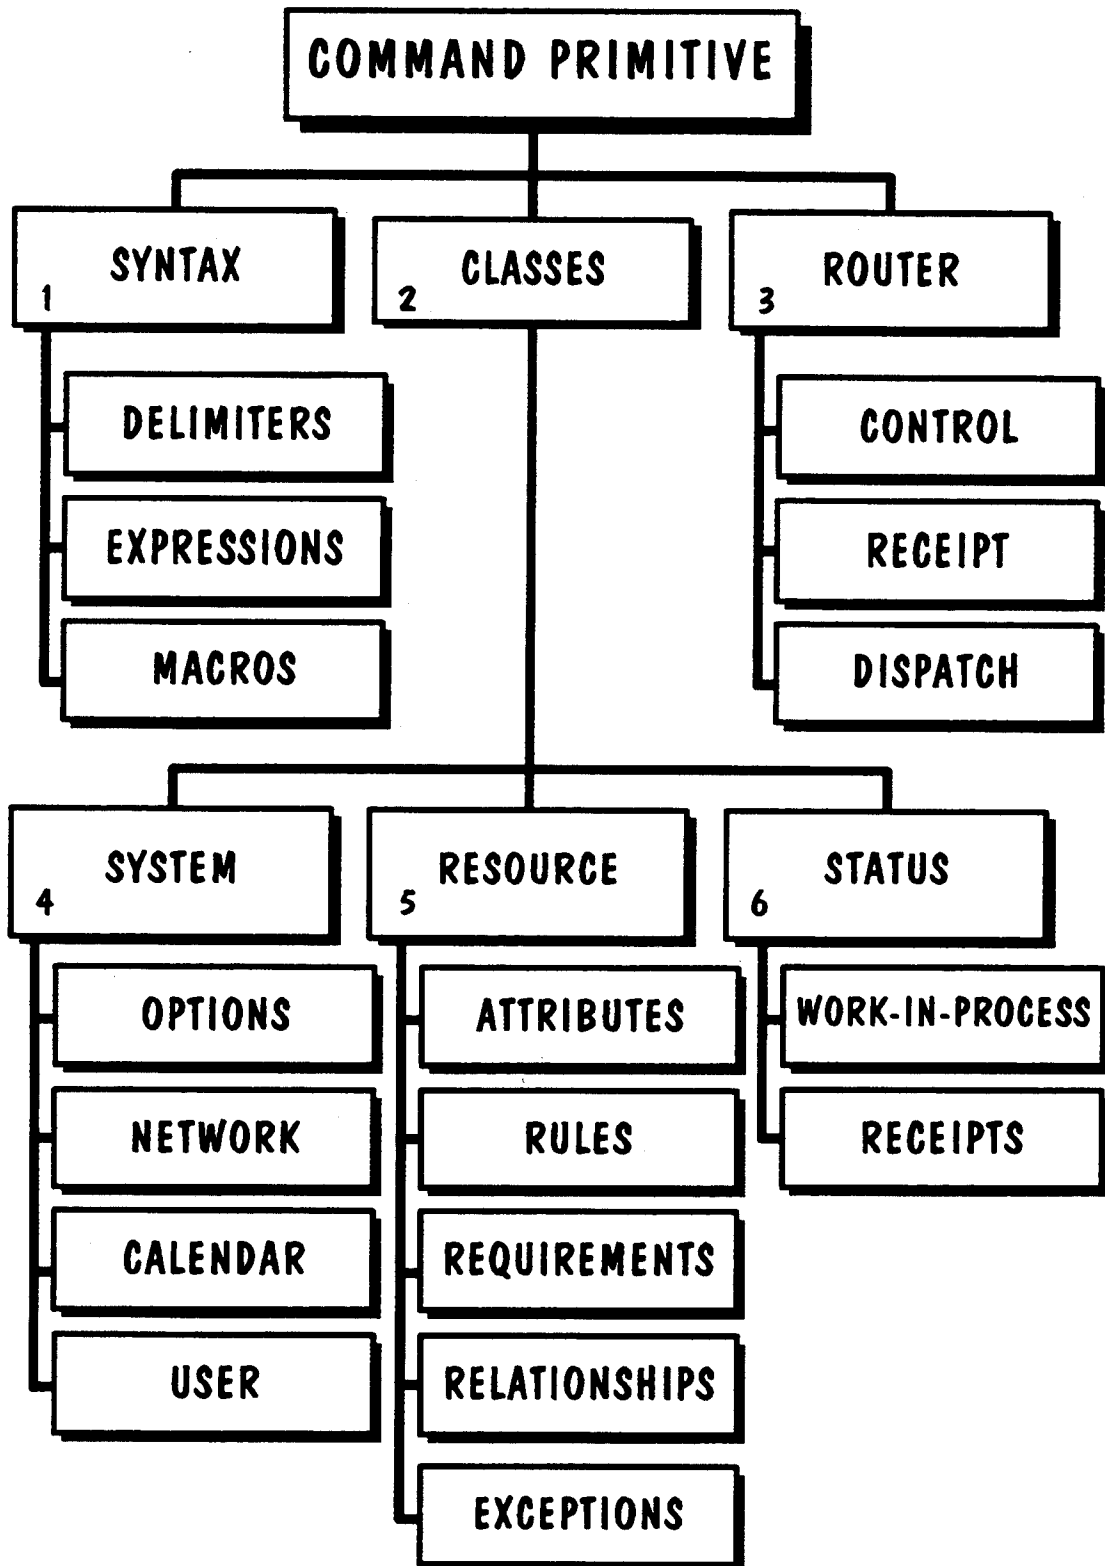 COMMAND PRIMITIVE
SYNTAX
1
CLASSES
2
ROUTER
3
DELIMITERS
EXPRESSIONS
MACROS
CONTROL
RECEIPT
DISPATCH
SYSTEM
4
RESOURCE
5
STATUS
6
OPTIONS
NETWORK
CALENDAR
USER
ATTRIBUTES
RULES
REQUIREMENTS
RELATIONSHIPS
EXCEPTIONS
WORK-IN-PROCESS
RECEIPTS